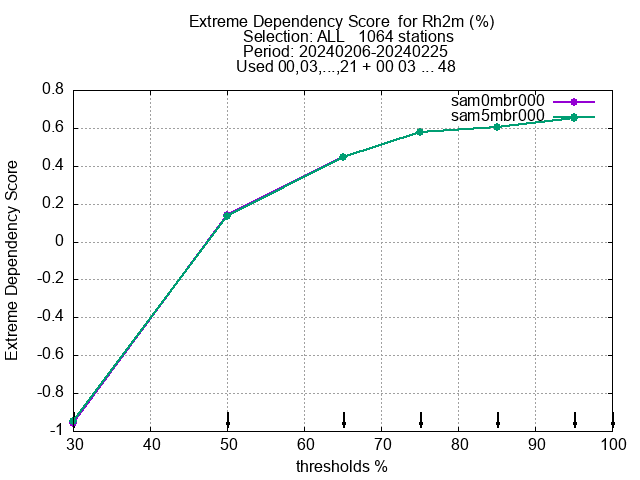 Extreme Dependency Score  for Rh2m (%)
Selection: ALL   1064 stations
Period: 20240206-20240225
Used 00,03,...,21 + 00 03 ... 48
sam0mbr000
sam5mbr000
Extreme Dependency Score
0.8
0.6
0.4
0.2
0
-0.2
-0.4
-0.6
-0.8
-1
30 40 50 60 70 80 90 100
thresholds %